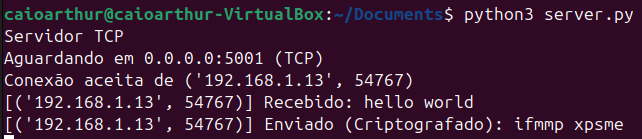 caioarthur@caioarthur-VirtualBox:~/Documents$ python3 server.py
Servidor TCP
Aguardando em 0.0.0.0:5001 (TCP)
Conexão aceita de ('192.168.1.13', 54767)
[('192.168.1.13', 54767)] Recebido: hello world
[('192.168.1.13', 54767)] Enviado (Criptografado): ifmmp xpsme